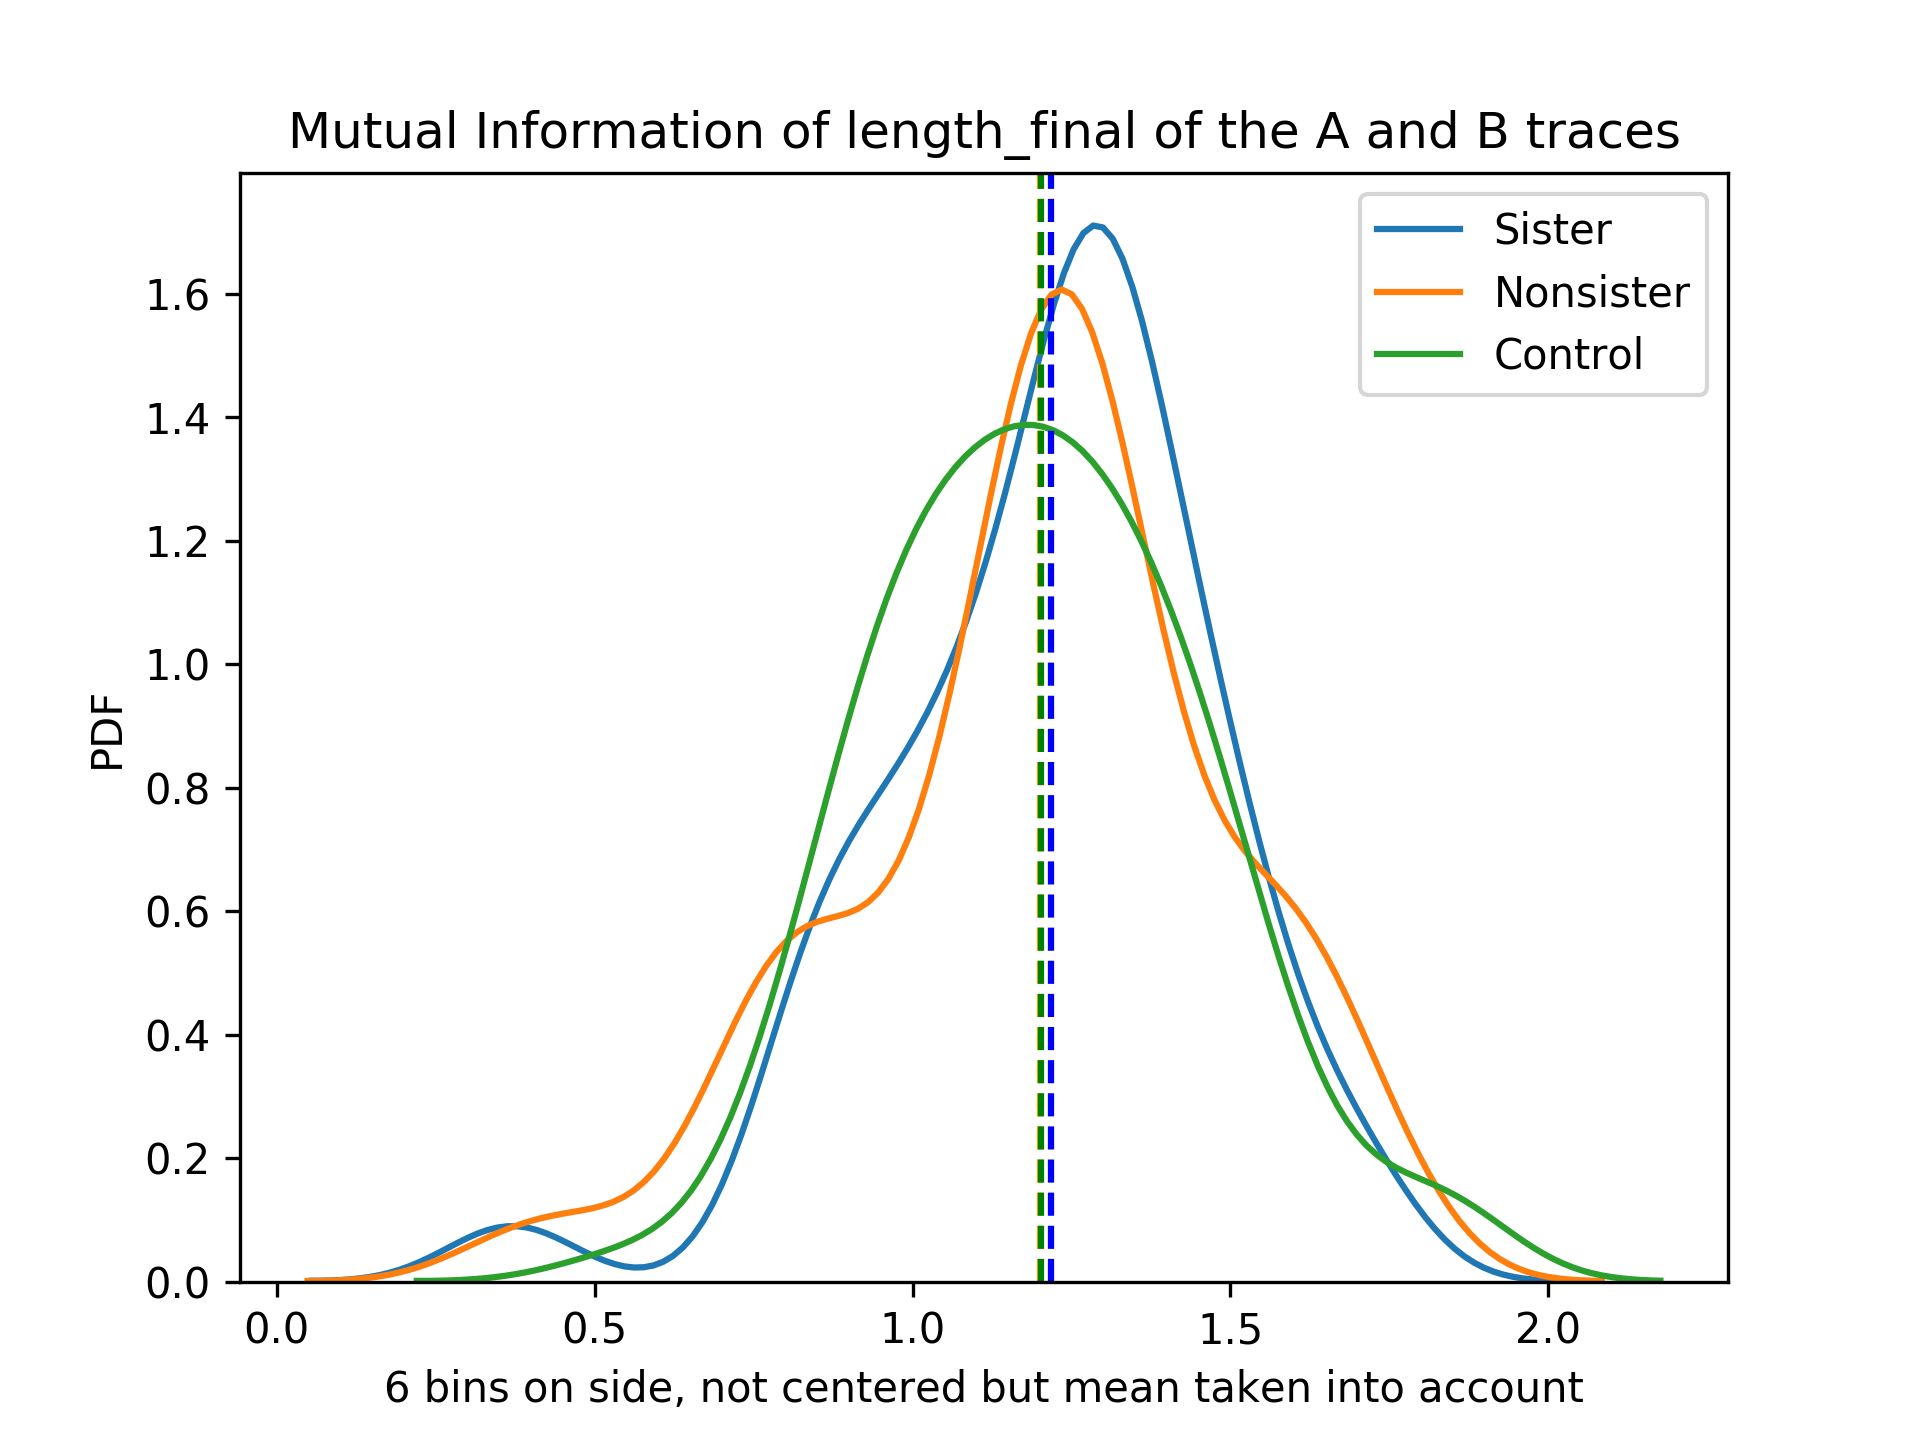 Mutual Information of length_final of the A and B traces
Sister
Nonsister
Control
PDF
1.6
1.4
1.2
1.0
0.8
0.6
0.4
0.2
0.0
0.0 0.5 1.0 1.5 2.0
6 bins on side, not centered but mean taken into account